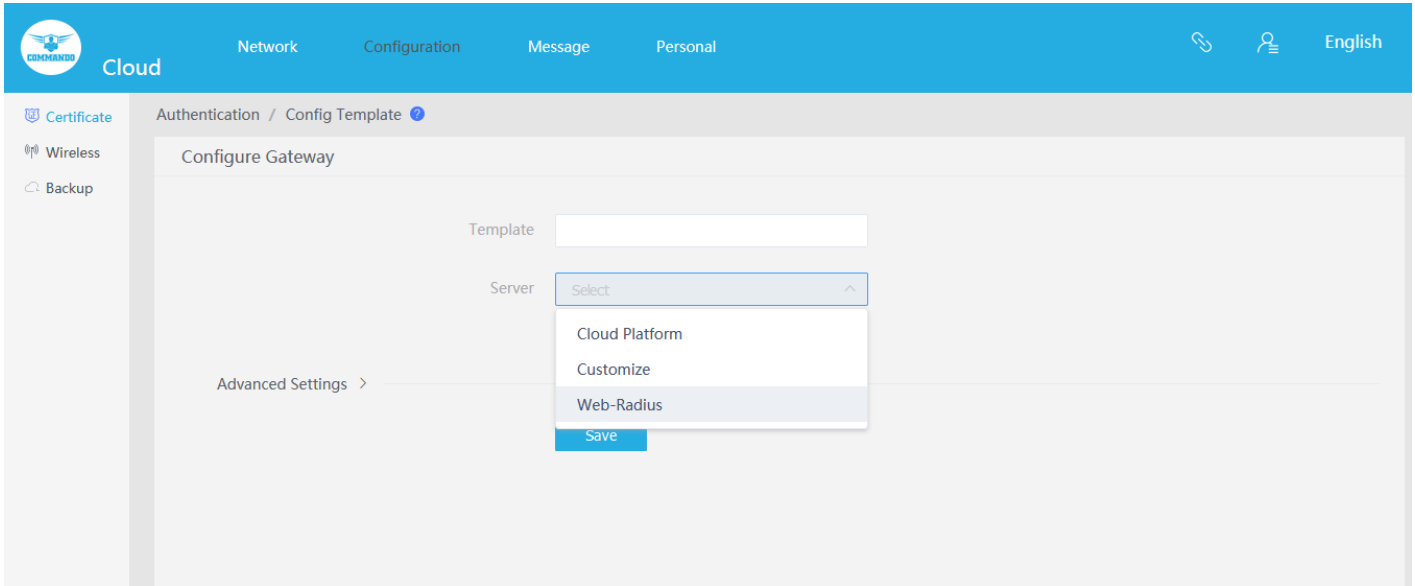 COMMANDO
Cloud
Network Configuration Message Personal English
Certificate
Wireless
Backup
Authentication / Config Template ?
Configure Gateway
Template
Server Select
Cloud Platform
Customize
Web-Radius
Advanced Settings >
Save